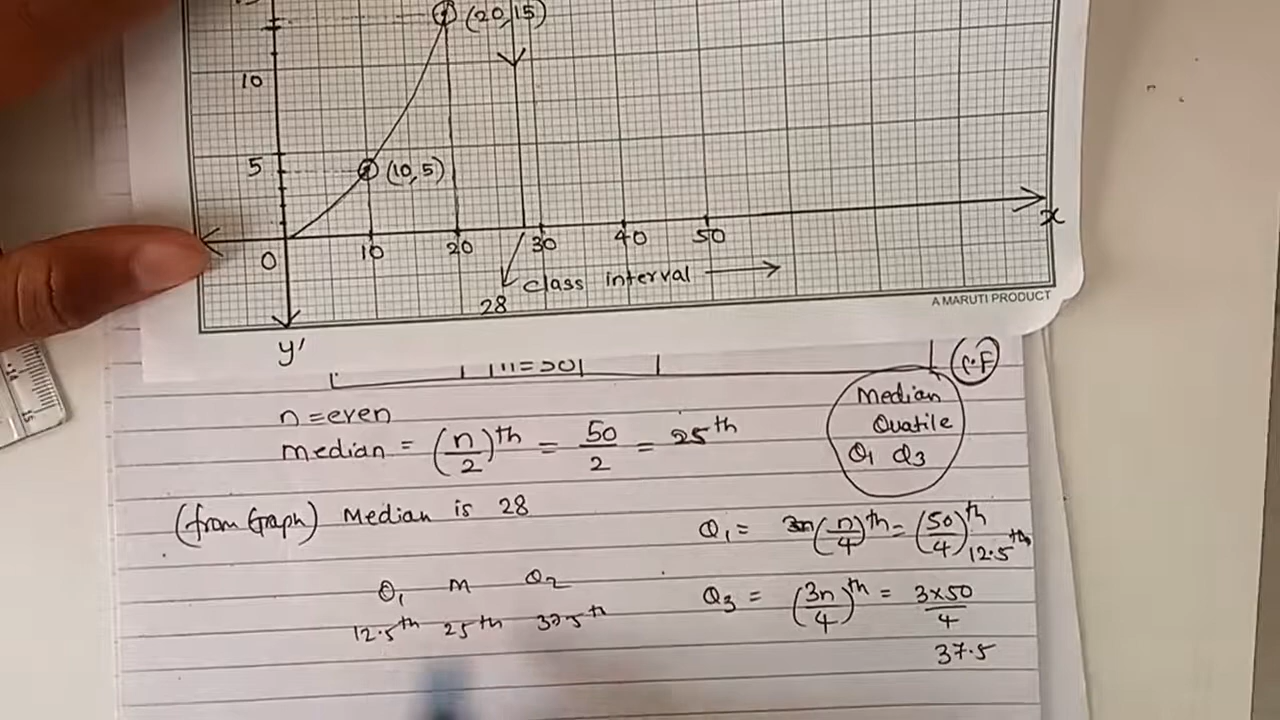 (20,15)
10
5
(10,5)
0
10 20 30 40 50
x
class interval
28
A MARUTI PRODUCT
y'
15
n=50
C.F
n = even
median = (n/2)th = 50/2 = 25th
Median
Quatile
Q1 Q3
(from Graph) Median is 28
Q1 = (n/4)th = (50/4)th 12.5th
Q1 M Q2
12.5th 25th 37.5th
Q3 = (3n/4)th = 3×50/4
37.5